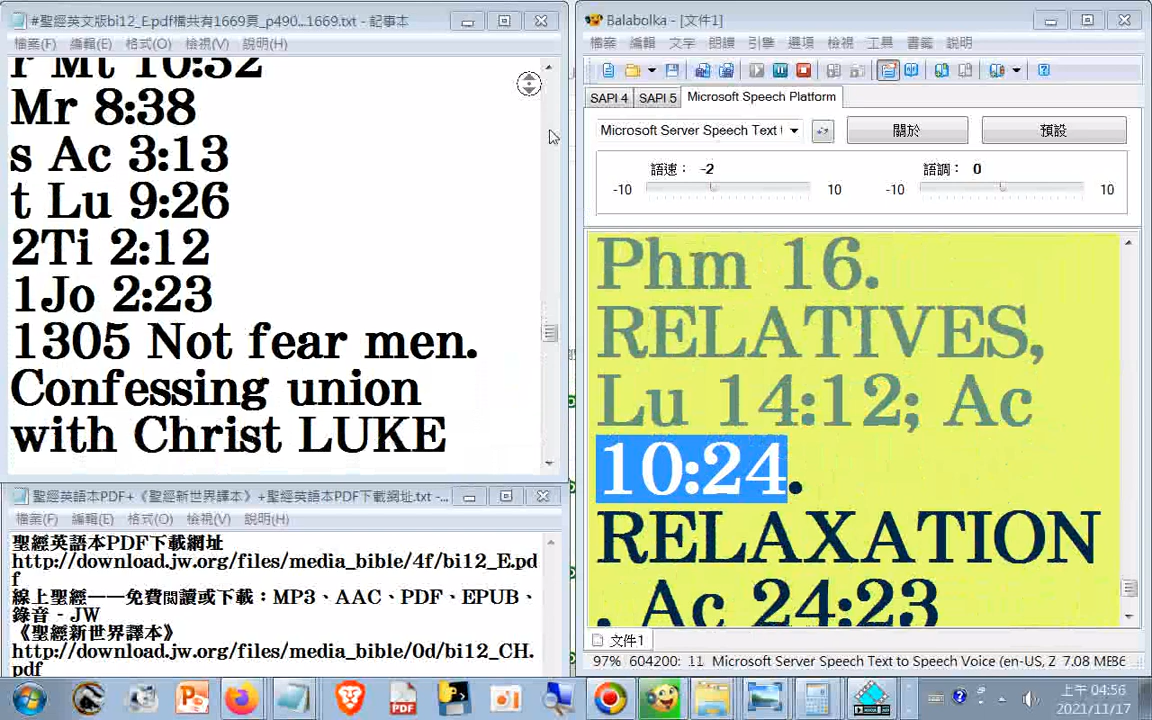 #聖經英文版bi12_E.pdf檔共有1669頁_p490...1669.txt - 記事本
檔案(F) 編輯(E) 格式(O) 檢視(V) 說明(H)
r Mt 10:32
Mr 8:38
s Ac 3:13
t Lu 9:26
2Ti 2:12
1Jo 2:23
1305 Not fear men.
Confessing union
with Christ LUKE
聖經英語本PDF+《聖經新世界譯本》+聖經英語本PDF下載網址.txt -...
檔案(F) 編輯(E) 格式(O) 檢視(V) 說明(H)
聖經英語本PDF下載網址
http://download.jw.org/files/media_bible/4f/bi12_E.pd
f
線上聖經——免費閱讀或下載：MP3、AAC、PDF、EPUB、
錄音 - JW
《聖經新世界譯本》
http://download.jw.org/files/media_bible/0d/bi12_CH.
pdf
Balabolka - [文件1]
檔案 編輯 文字 朗讀 引擎 選項 檢視 工具 書籤 說明
SAPI 4 SAPI 5 Microsoft Speech Platform
Microsoft Server Speech Text 關於 預設
語速： -2 語調： 0
-10 10 -10 10
Phm 16.
RELATIVES,
Lu 14:12; Ac
10:24.
RELAXATION
, Ac 24:23
文件1
97% 604200: 11 Microsoft Server Speech Text to Speech Voice (en-US, Z 7.08 MB
上午 04:56
2021/11/17